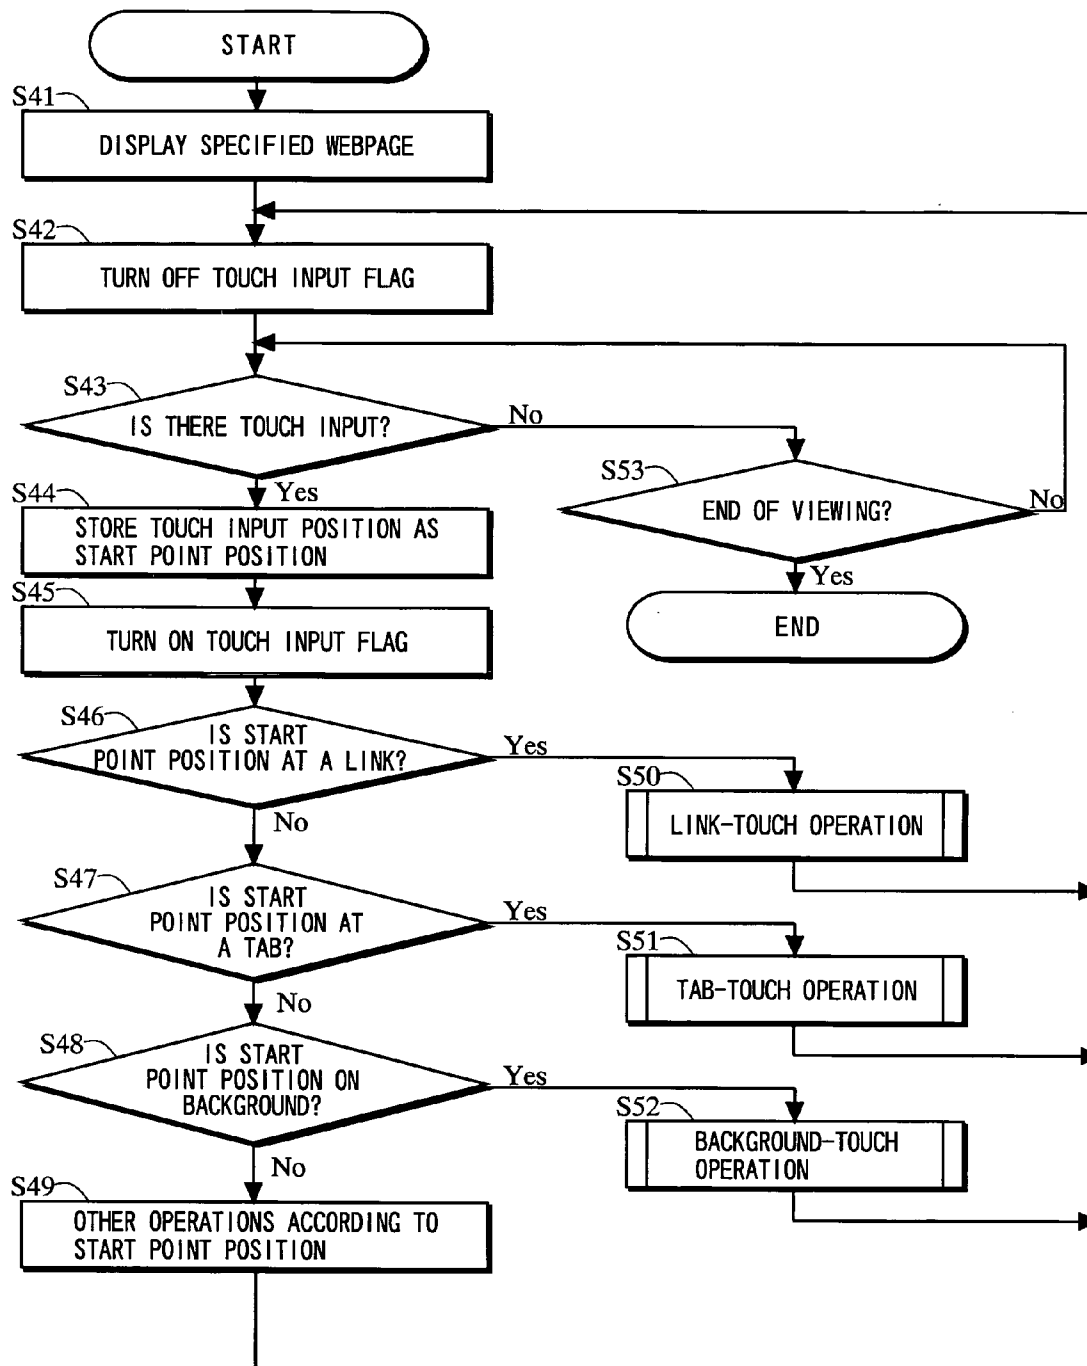 START
S41
DISPLAY SPECIFIED WEBPAGE
S42
TURN OFF TOUCH INPUT FLAG
S43
IS THERE TOUCH INPUT?
No
Yes
S53
END OF VIEWING?
No
Yes
END
S44
STORE TOUCH INPUT POSITION AS
START POINT POSITION
S45
TURN ON TOUCH INPUT FLAG
S46
IS START
POINT POSITION AT A LINK?
Yes
No
S50
LINK-TOUCH OPERATION
S47
IS START
POINT POSITION AT
A TAB?
Yes
No
S51
TAB-TOUCH OPERATION
S48
IS START
POINT POSITION ON
BACKGROUND?
Yes
No
S52
BACKGROUND-TOUCH
OPERATION
S49
OTHER OPERATIONS ACCORDING TO
START POINT POSITION